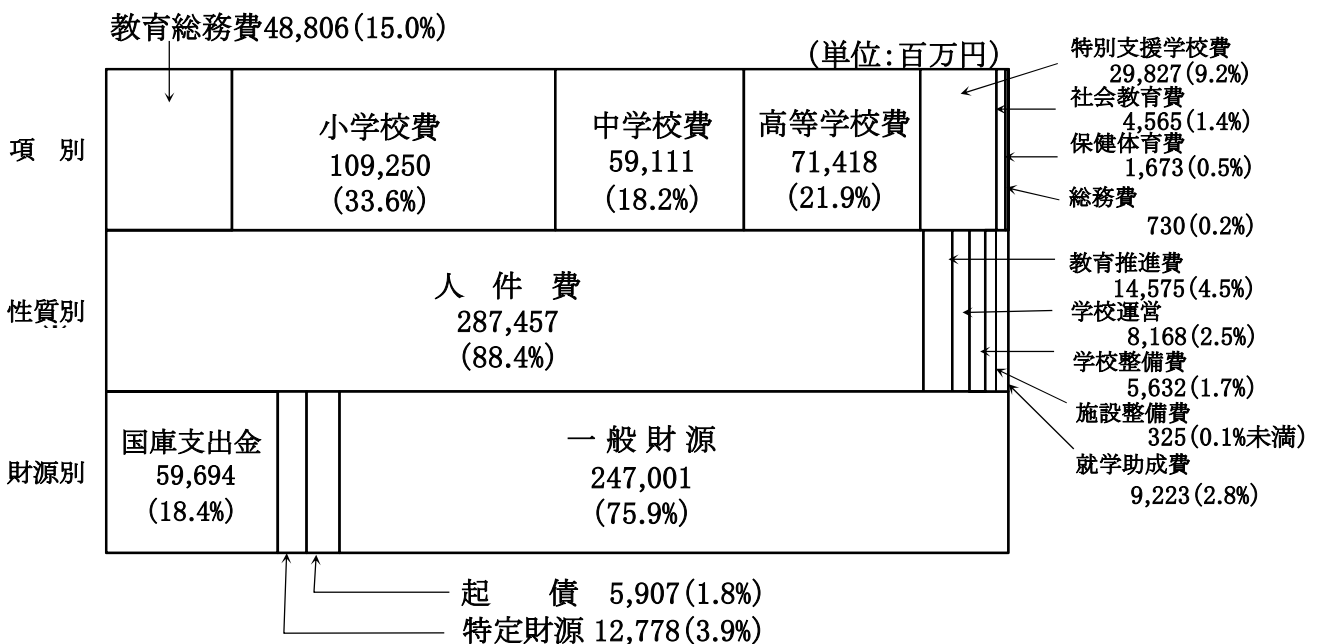 教育総務費48,806(15.0%)
(単位:百万円)
項 別
小学校費
109,250
(33.6%)
中学校費
59,111
(18.2%)
高等学校費
71,418
(21.9%)
特別支援学校費
29,827(9.2%)
社会教育費
4,565(1.4%)
保健体育費
1,673(0.5%)
総務費
730(0.2%)
性質別
人 件 費
287,457
(88.4%)
教育推進費
14,575(4.5%)
学校運営
8,168(2.5%)
学校整備費
5,632(1.7%)
施設整備費
325(0.1%未満)
就学助成費
9,223(2.8%)
財源別
国庫支出金
59,694
(18.4%)
一 般 財 源
247,001
(75.9%)
起 債 5,907(1.8%)
特定財源 12,778(3.9%)